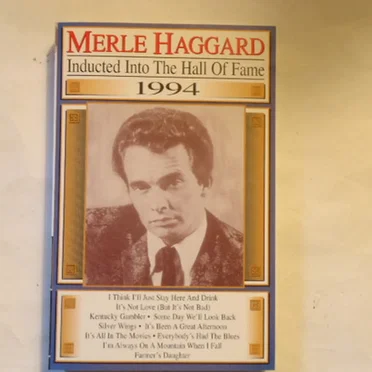 MERLE HAGGARD
Inducted Into The Hall Of Fame
1994
I Think I'll Just Stay Here And Drink
It's Not Love (But It's Not Bad)
Kentucky Gambler • Some Day We'll Look Back
Silver Wings • It's Been A Great Afternoon
It's All In The Movies • Everybody's Had The Blues
I'm Always On A Mountain When I Fall
Farmer's Daughter